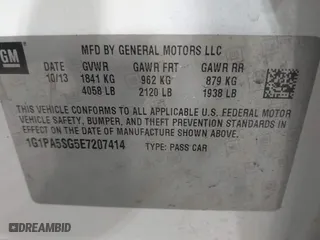 GM
MFD BY GENERAL MOTORS LLC
DATE GVWR GAWR FRT GAWR RR
10/13 1841 KG 962 KG 879 KG
4058 LB 2120 LB 1938 LB
THIS VEHICLE CONFORMS TO ALL APPLICABLE U.S. FEDERAL MOTOR
VEHICLE SAFETY, BUMPER, AND THEFT PREVENTION STANDARDS IN
EFFECT ON THE DATE OF MANUFACTURE SHOWN ABOVE.
1G1PA5SG5E7207414 TYPE: PASS CAR
AUTOBIDMASTER